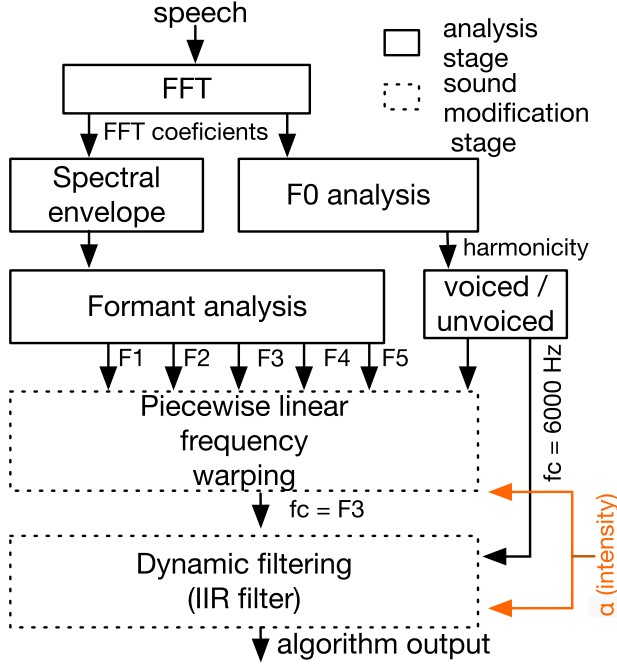 speech
analysis
stage
FFT
sound
modification
stage
FFT coeficients
Spectral
envelope
F0 analysis
harmonicity
Formant analysis
voiced /
unvoiced
F1 F2 F3 F4 F5
fc = 6000 Hz
Piecewise linear
frequency
warping
fc = F3
α (intensity)
Dynamic filtering
(IIR filter)
algorithm output